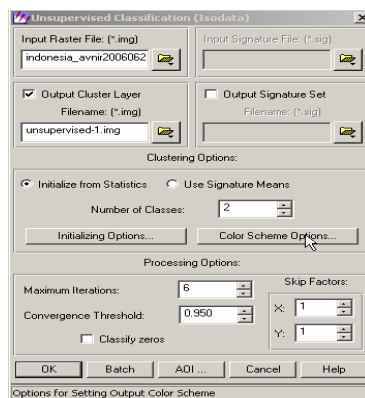 Unsupervised Classification (Isodata)
Input Raster File: (*.img)
Input Signature File: (*.sig)
indonesia_avnir2006062
Output Cluster Layer
Output Signature Set
Filename: (*.img)
Filename: (*.sig)
unsupervised-1.img
Clustering Options:
Initialize from Statistics
Use Signature Means
Number of Classes:
2
Initializing Options...
Color Scheme Options...
Processing Options:
Maximum Iterations:
6
Skip Factors:
Convergence Threshold:
0.950
X:
1
Classify zeros
Y:
1
OK
Batch
AOI ...
Cancel
Help
Options for Setting Output Color Scheme